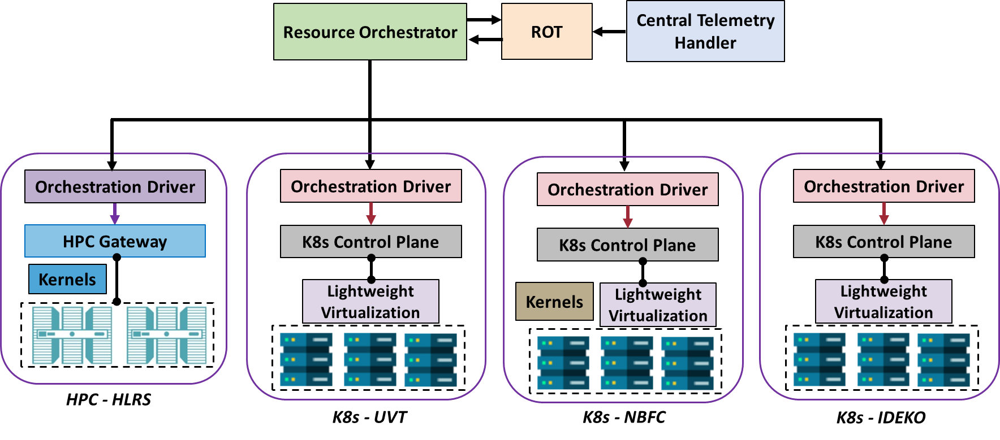 Resource Orchestrator
ROT
Central Telemetry
Handler
Orchestration Driver
HPC Gateway
Kernels
HPC - HLRS
Orchestration Driver
K8s Control Plane
Lightweight
Virtualization
K8s - UVT
Orchestration Driver
K8s Control Plane
Kernels
Lightweight
Virtualization
K8s - NBFC
Orchestration Driver
K8s Control Plane
Lightweight
Virtualization
K8s - IDEKO